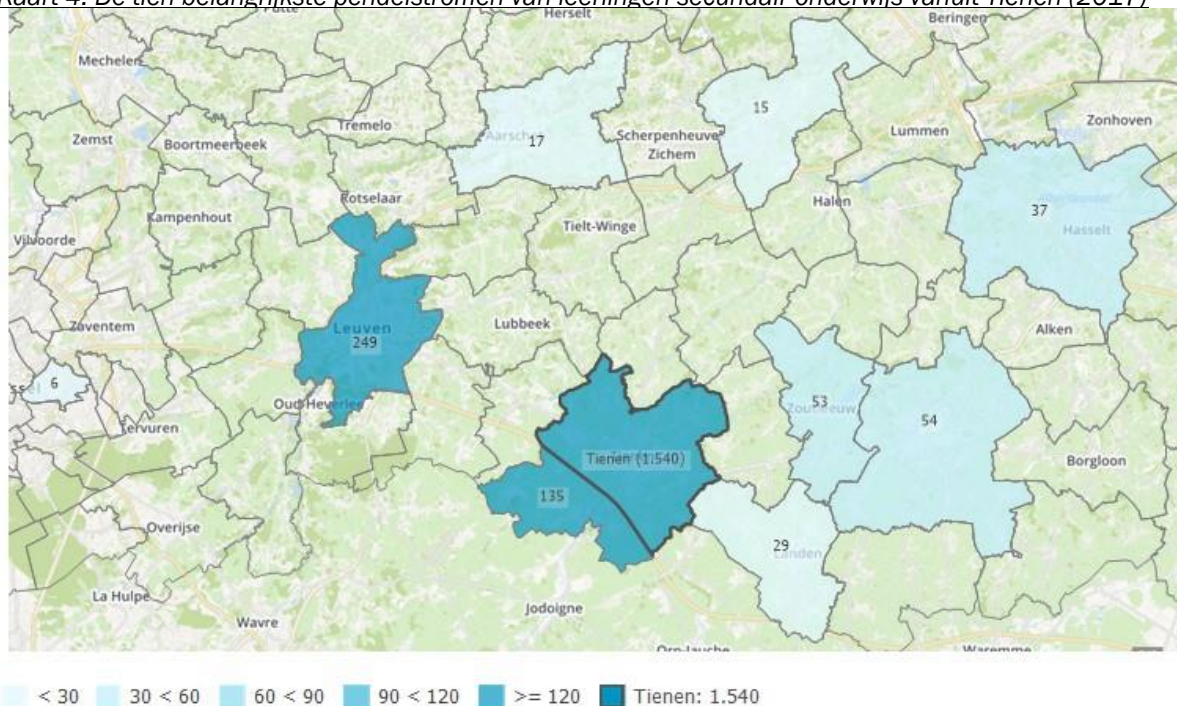 Kaart 4: De tien belangrijkste pendelstromen van leerlingen secundair onderwijs vanuit Tienen (2017)
Herselt
Beringen
Mechelen
Zemst
Boortmeerbeek
Tremelo
17
Scherpenheuvel
Zichem
15
Lummen
Zonhoven
Rotselaar
Kampenhout
Vilvoorde
Tielt-Winge
Halen
37
Hasselt
Zaventem
Leuven
249
Lubbeek
Alken
6
Oud-Heverlee
Tervuren
53
Zoutleeuw
54
Tienen (1.540)
Borgloon
135
Overijse
29
Landen
La Hulpe
Jodoigne
Wavre
Orp-Jauche
Waremme
< 30 30 < 60 60 < 90 90 < 120 >= 120 Tienen: 1.540